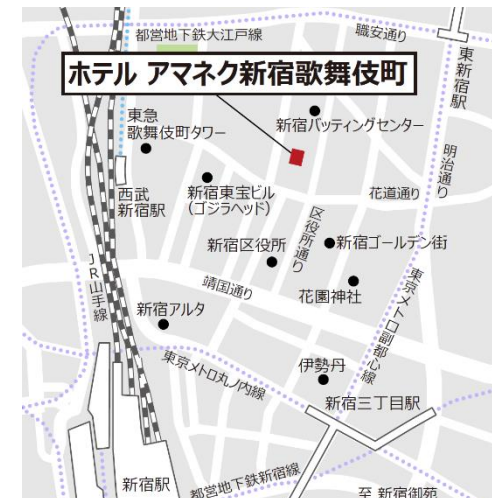 都営地下鉄大江戸線
職安通り
ホテル アマネク新宿歌舞伎町
東新宿駅
東急
歌舞伎町タワー
新宿バッティングセンター
明治通り
西武
新宿駅
新宿東宝ビル
(ゴジラヘッド)
花道通り
区役所通り
新宿区役所
新宿ゴールデン街
JR山手線
靖国通り
花園神社
東京メトロ副都心線
新宿アルタ
東京メトロ丸ノ内線
伊勢丹
新宿三丁目駅
新宿駅
都営地下鉄新宿線
至 新宿御苑